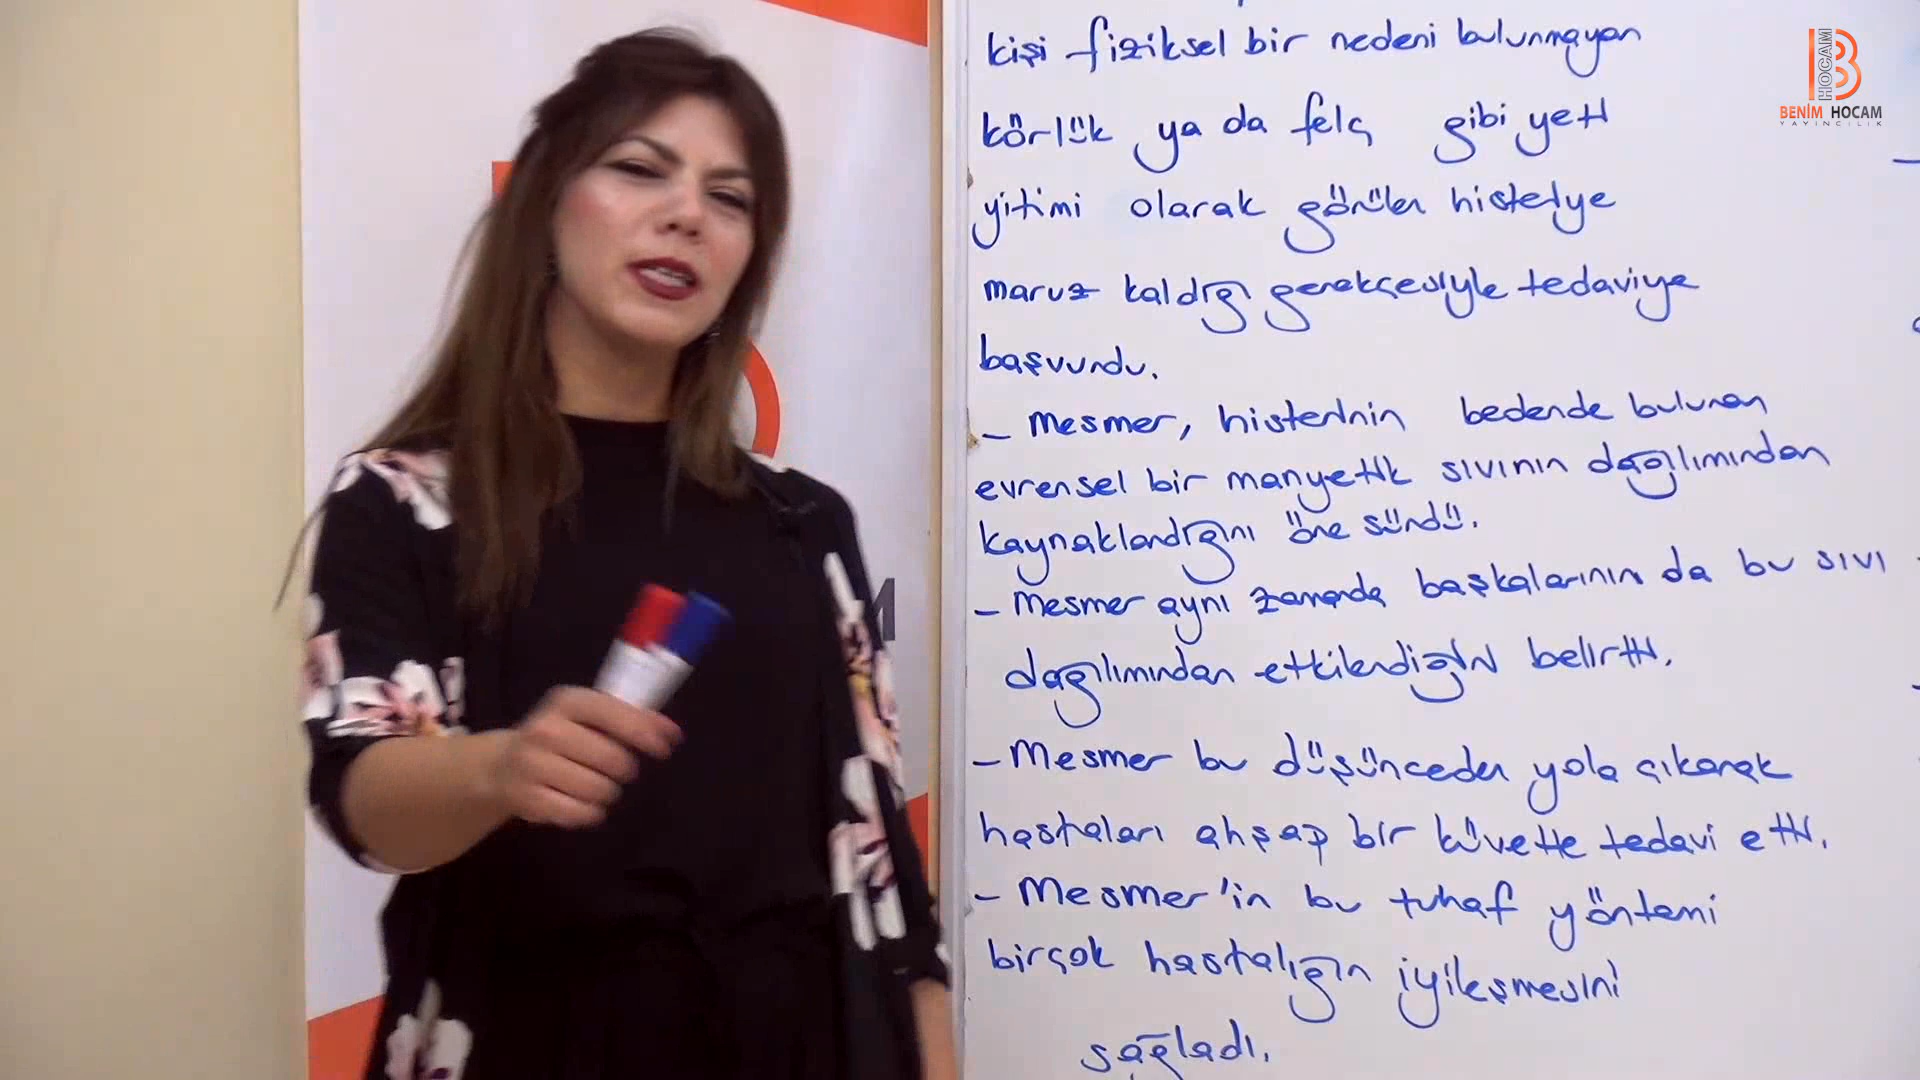 kişi fiziksel bir nedeni bulunmayan
körlük ya da felç gibi yeti
yitimi olarak görülen histeriye
maruz kaldığı gerekçesiyle tedaviye
başvurdu.
- Mesmer, histerinin bedende bulunan
evrensel bir manyetik sıvının dağılımından
kaynaklandığını öne sürdü.
- Mesmer aynı zamanda başkalarının da bu sıvı
dağılımından etkilendiğini belirtti.
- Mesmer bu düşünceden yola çıkarak
hastaları ahşap bir küvette tedavi etti.
- Mesmer'in bu tuhaf yöntemi
birçok hastalığın iyileşmesini
sağladı.
B HOCAM
BENİM HOCAM
YAYINCILIK
M